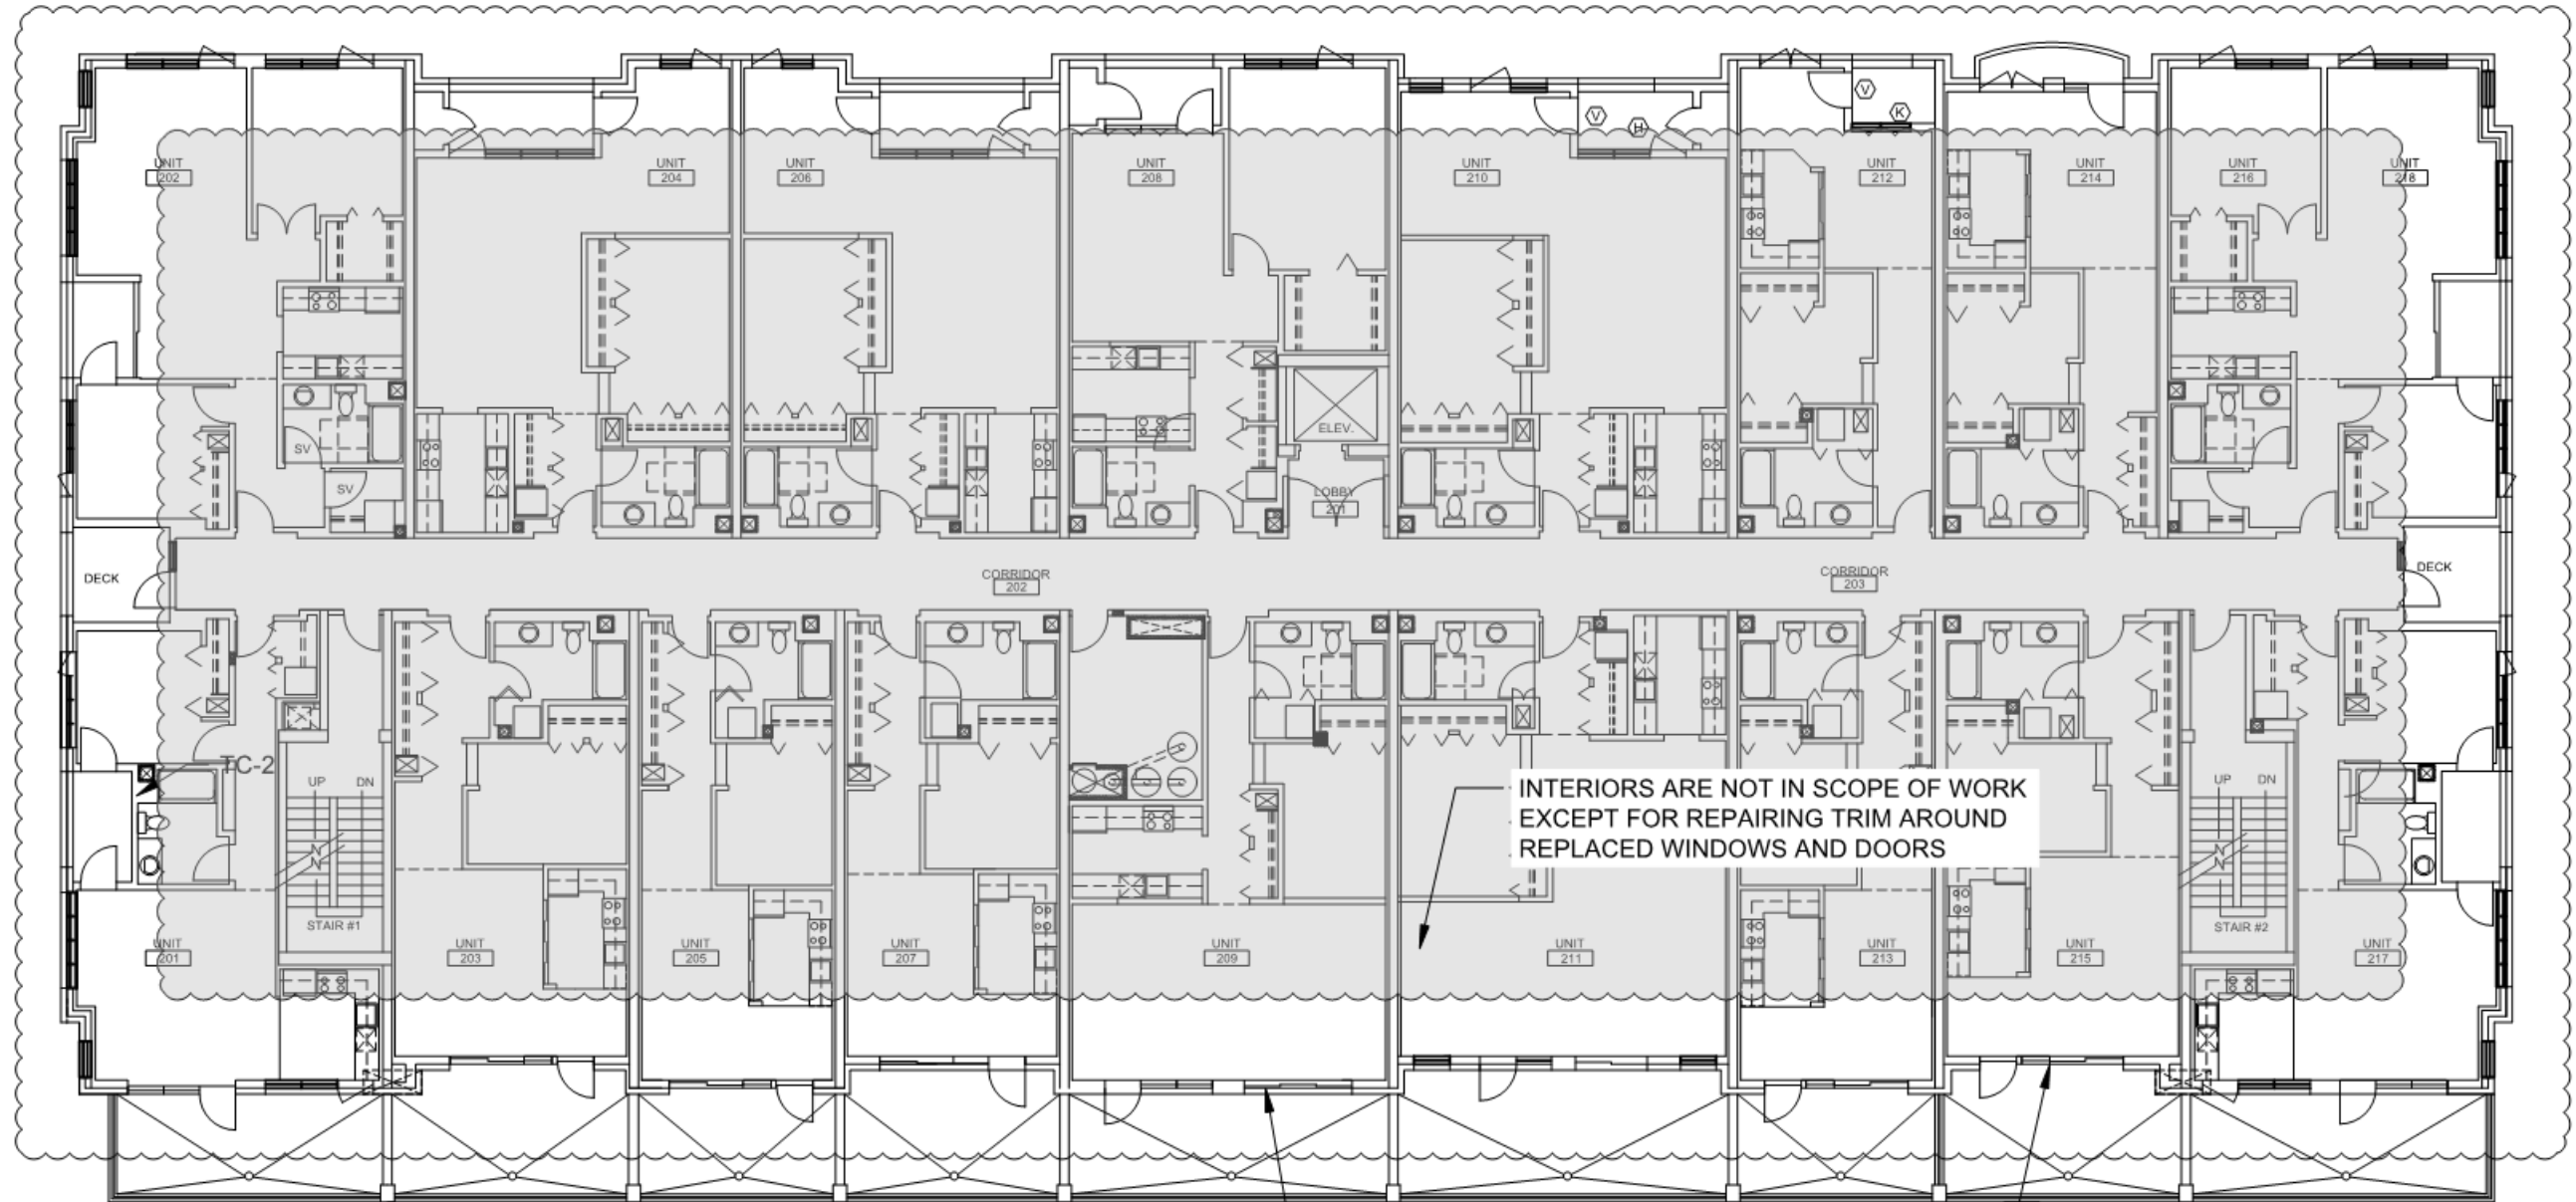 V
V
K
H
UNIT
202
UNIT
204
UNIT
206
UNIT
208
UNIT
210
UNIT
212
UNIT
214
UNIT
216
UNIT
218
ELEV.
SV
SV
LOBBY
201
DECK
CORRIDOR
202
CORRIDOR
203
DECK
TC-2
UP DN
UP DN
INTERIORS ARE NOT IN SCOPE OF WORK
EXCEPT FOR REPAIRING TRIM AROUND
REPLACED WINDOWS AND DOORS
N
N
N
N
STAIR #1
STAIR #2
UNIT
201
UNIT
203
UNIT
205
UNIT
207
UNIT
209
UNIT
211
UNIT
213
UNIT
215
UNIT
217